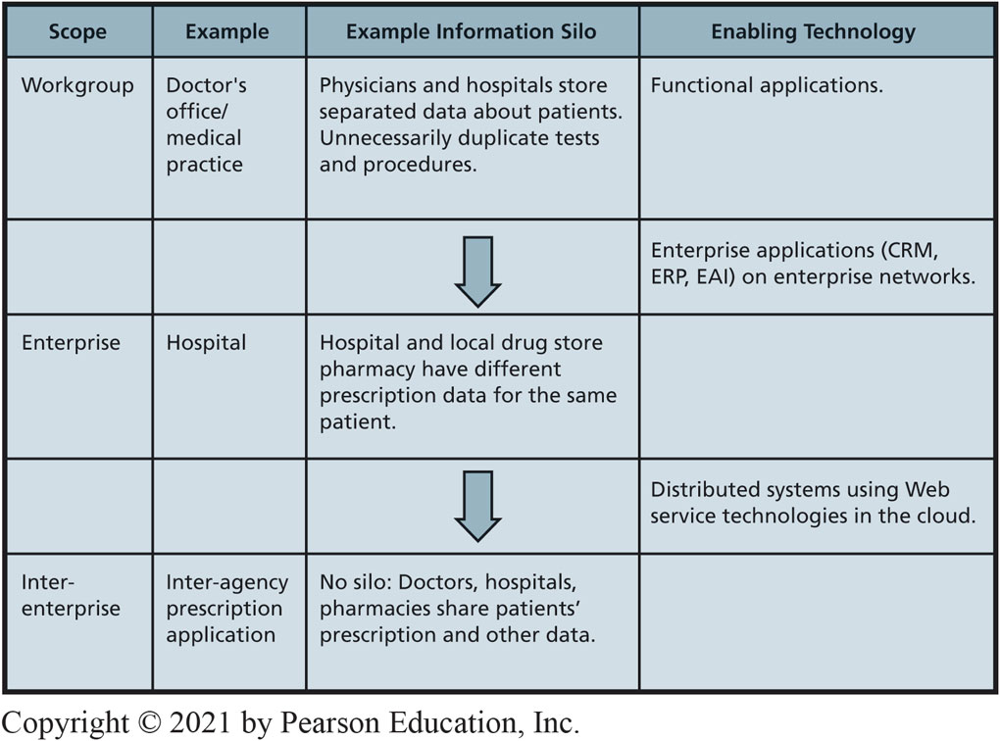 Scope Example Example Information Silo Enabling Technology
Workgroup
Doctor's
office/
medical
practice
Physicians and hospitals store
separated data about patients.
Unnecessarily duplicate tests
and procedures.
Functional applications.
Enterprise applications (CRM,
ERP, EAI) on enterprise networks.
Enterprise
Hospital
Hospital and local drug store
pharmacy have different
prescription data for the same
patient.
Distributed systems using Web
service technologies in the cloud.
Inter-
enterprise
Inter-agency
prescription
application
No silo: Doctors, hospitals,
pharmacies share patients’
prescription and other data.
Copyright © 2021 by Pearson Education, Inc.